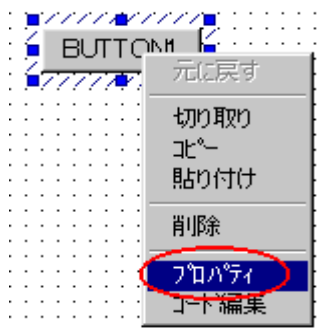 BUTTON1
元に戻す
切り取り
ｺﾋﾟｰ
貼り付け
削除
ﾌﾟﾛﾊﾟﾃｨ
ｺｰﾄﾞ編集